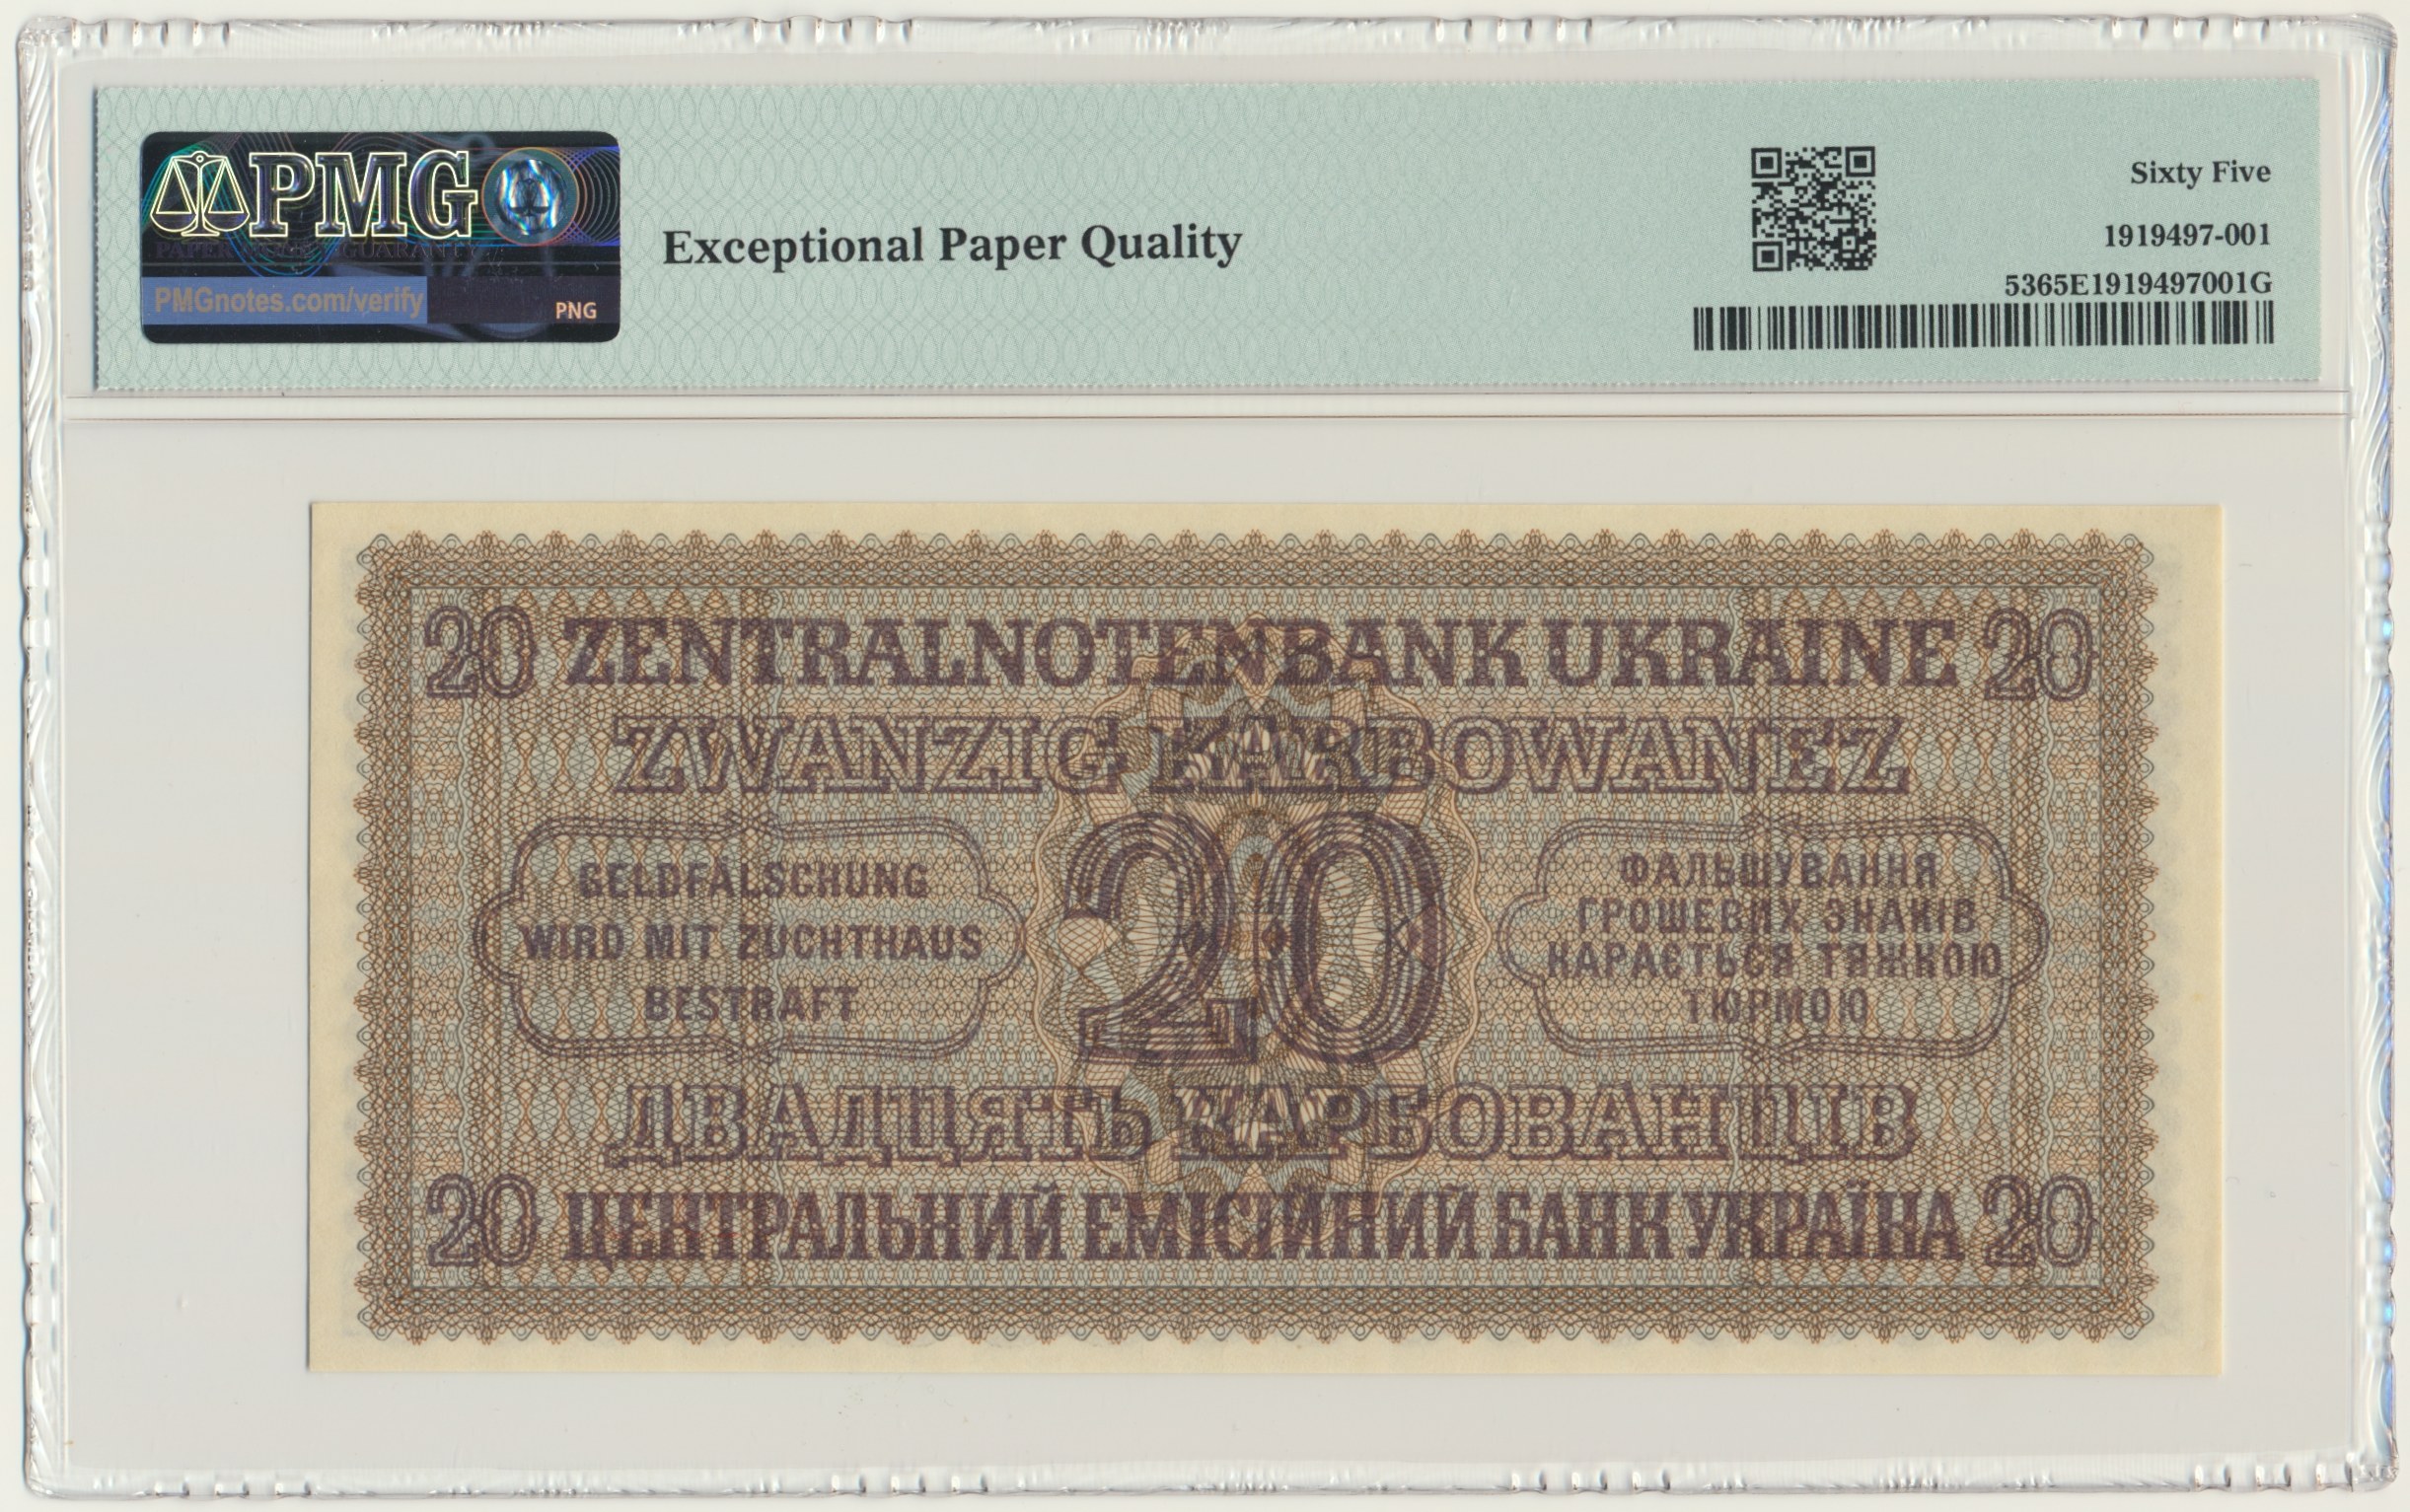 PMG
PAPER MONEY GUARANTY
PMGnotes.com/verify
PNG
Exceptional Paper Quality
Sixty Five
1919497-001
5365E1919497001G
20 ZENTRALNOTENBANK UKRAINE 20
ZWANZIG KARBOWANEZ
GELDFÄLSCHUNG
WIRD MIT ZUCHTHAUS
BESTRAFT
20
ФАЛЬШУВАННЯ
ГРОШЕВИХ ЗНАКІВ
КАРАЄТЬСЯ ТЯЖКОЮ
ТЮРМОЮ
ДВАДЦЯТЬ КАРБОВАНЦІВ
20 ЦЕНТРАЛЬНИЙ ЕМІСІЙНИЙ БАНК УКРАЇНА 20